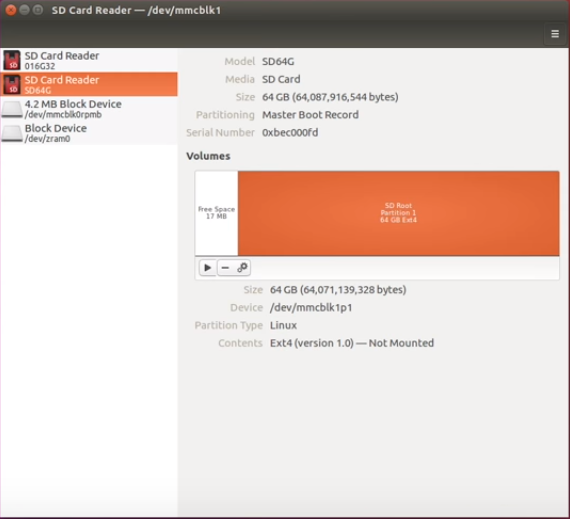 SD Card Reader — /dev/mmcblk1
SD Card Reader
016G32
SD Card Reader
SD64G
4.2 MB Block Device
/dev/mmcblk0rpmb
Block Device
/dev/zram0
Model SD64G
Media SD Card
Size 64 GB (64,087,916,544 bytes)
Partitioning Master Boot Record
Serial Number 0xbec000fd
Volumes
Free Space
17 MB
SD Root
Partition 1
64 GB Ext4
Size 64 GB (64,071,139,328 bytes)
Device /dev/mmcblk1p1
Partition Type Linux
Contents Ext4 (version 1.0) — Not Mounted